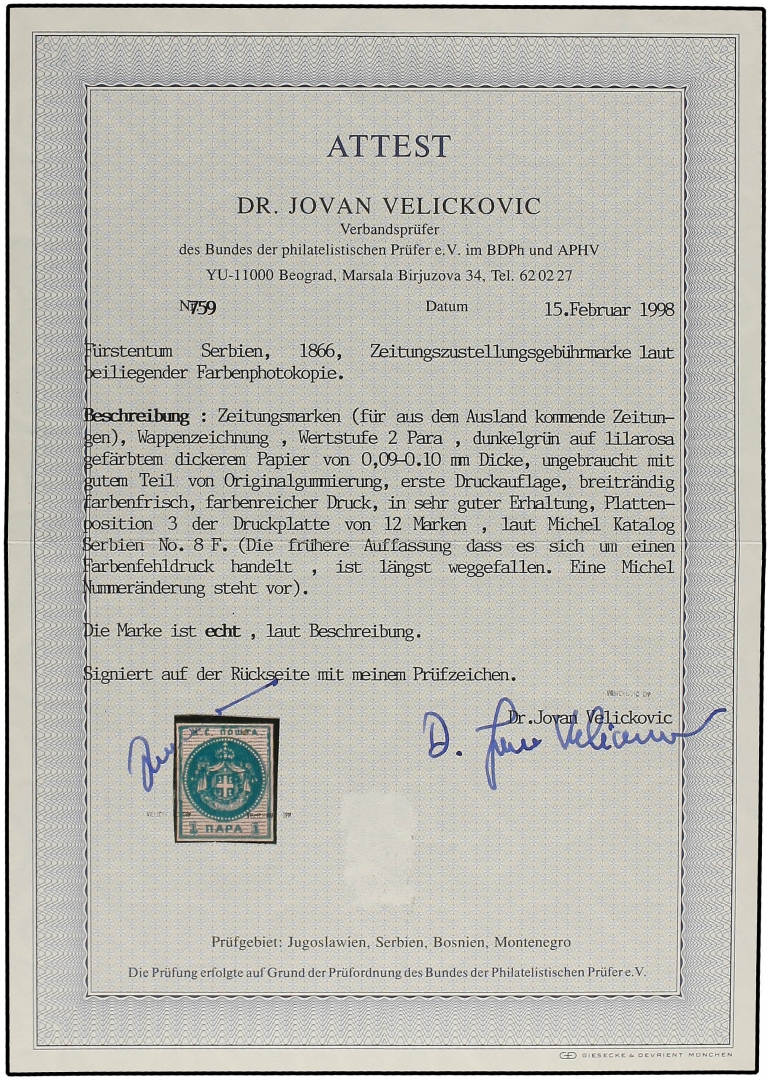 ATTEST
DR. JOVAN VELICKOVIC
Verbandsprüfer
des Bundes der philatelistischen Prüfer e.V. im BDPh und APHV
YU-11000 Beograd, Marsala Birjuzova 34, Tel. 62 02 27
Nr. 759 Datum 15.Februar 1998
Fürstentum Serbien, 1866, Zeitungszustellungsgebührmarke laut
beiliegender Farbenphotokopie.
Beschreibung : Zeitungsmarken (für aus dem Ausland kommende Zeitun-
gen), Wappenzeichnung , Wertstufe 2 Para , dunkelgrün auf lilarosa
gefärbtem dickerem Papier von 0,09-0.10 mm Dicke, ungebraucht mit
gutem Teil von Originalgummierung, erste Druckauflage, breiträndig
farbenfrisch, farbenreicher Druck, in sehr guter Erhaltung, Platten-
position 3 der Druckplatte von 12 Marken , laut Michel Katalog
Serbien No. 8 F. (Die frühere Auffassung dass es sich um einen
Farbenfehldruck handelt , ist längst weggefallen. Eine Michel
Nummeränderung steht vor).
Die Marke ist echt , laut Beschreibung.
Signiert auf der Rückseite mit meinem Prüfzeichen.
Dr.Jovan Velickovic
К.С. ПОШТА
1 ПАРА 1
Prüfgebiet: Jugoslawien, Serbien, Bosnien, Montenegro
Die Prüfung erfolgte auf Grund der Prüfordnung des Bundes der Philatelistischen Prüfer e.V.
GIESECKE & DEVRIENT MÜNCHEN